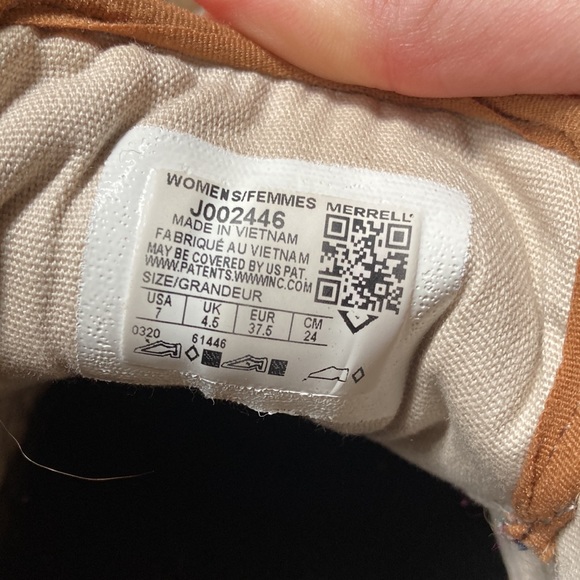 WOMENS/FEMMES MERRELL
J002446
MADE IN VIETNAM
FABRIQUÉ AU VIETNAM
MAY BE COVERED BY US PAT.
WWW.PATENTS.WWWINC.COM
SIZE/GRANDEUR
USA UK EUR CM
7 4.5 37.5 24
0320 61446